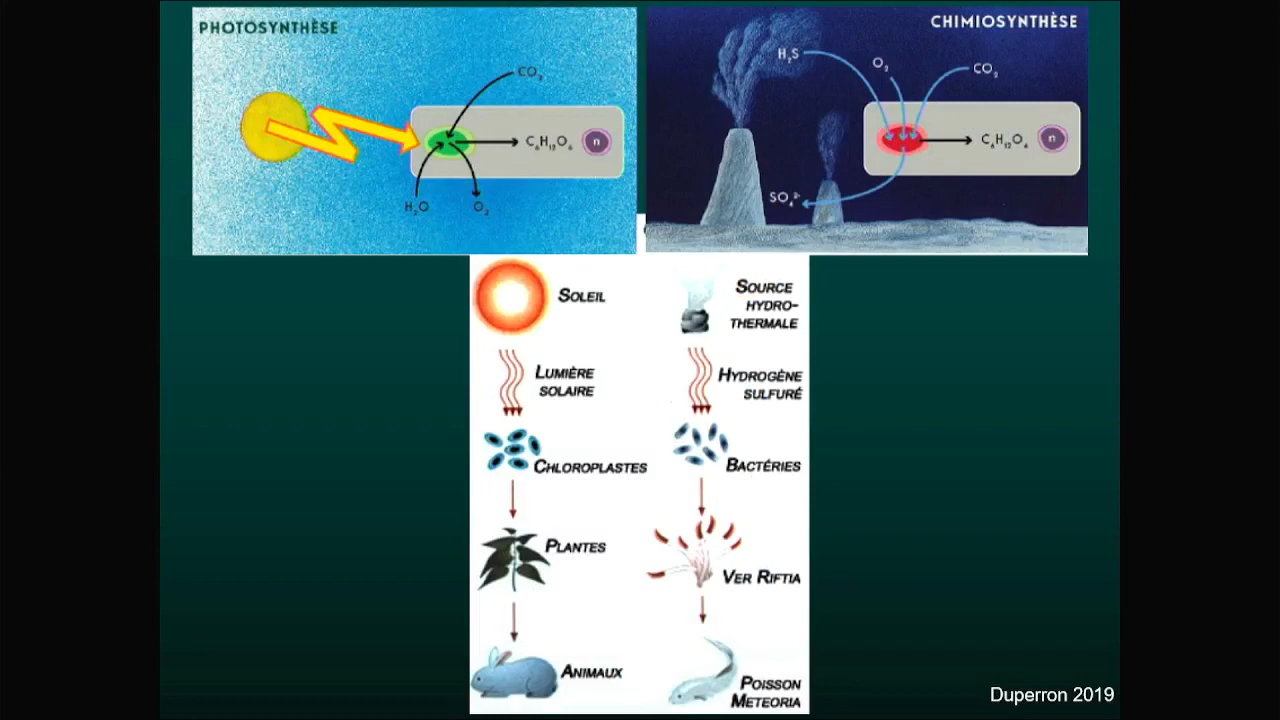 PHOTOSYNTHÈSE
CO₂
C₆H₁₂O₆
n
H₂O
O₂
CHIMIOSYNTHÈSE
H₂S
O₂
CO₂
C₆H₁₂O₆
n
SO₄²⁻
SOLEIL
LUMIÈRE
SOLAIRE
CHLOROPLASTES
PLANTES
ANIMAUX
SOURCE
HYDRO-
THERMALE
HYDROGÈNE
SULFURÉ
BACTÉRIES
VER RIFTIA
POISSON
METEORIA
Duperron 2019